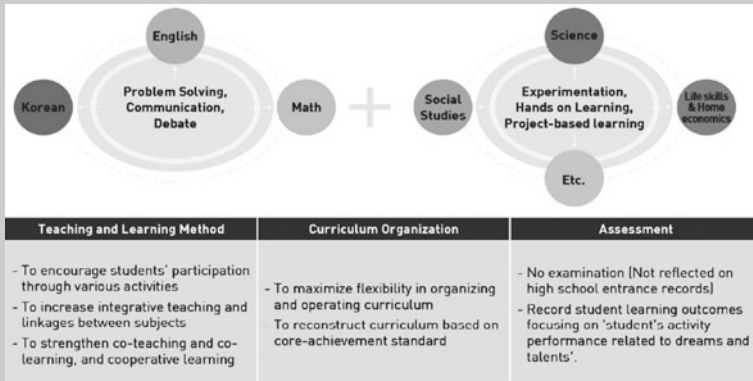 English
Science
Korean
Problem Solving,
Communication,
Debate
Math
+
Social
Studies
Experimentation,
Hands on Learning,
Project-based learning
Life skills
& Home
economics
Etc.
Teaching and Learning Method
Curriculum Organization
Assessment
- To encourage students' participation
through various activities
- To increase integrative teaching and
linkages between subjects
- To strengthen co-teaching and co-
learning, and cooperative learning
- To maximize flexibility in organizing
and operating curriculum
- To reconstruct curriculum based on
core-achievement standard
- No examination (Not reflected on
high school entrance records)
- Record student learning outcomes
focusing on 'student's activity
performance related to dreams and
talents'.